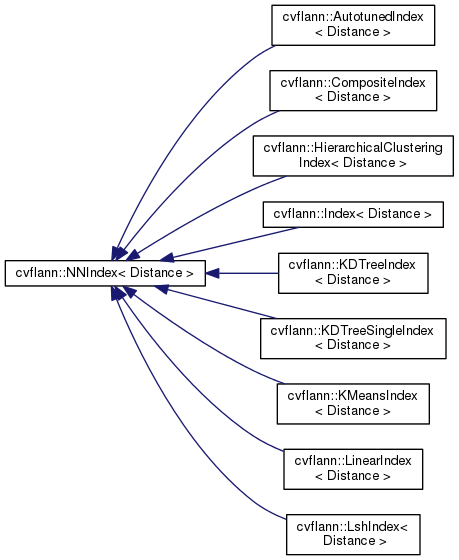 cvflann::AutotunedIndex
< Distance >
cvflann::CompositeIndex
< Distance >
cvflann::HierarchicalClustering
Index< Distance >
cvflann::Index< Distance >
cvflann::NNIndex< Distance >
cvflann::KDTreeIndex
< Distance >
cvflann::KDTreeSingleIndex
< Distance >
cvflann::KMeansIndex
< Distance >
cvflann::LinearIndex
< Distance >
cvflann::LshIndex<
Distance >